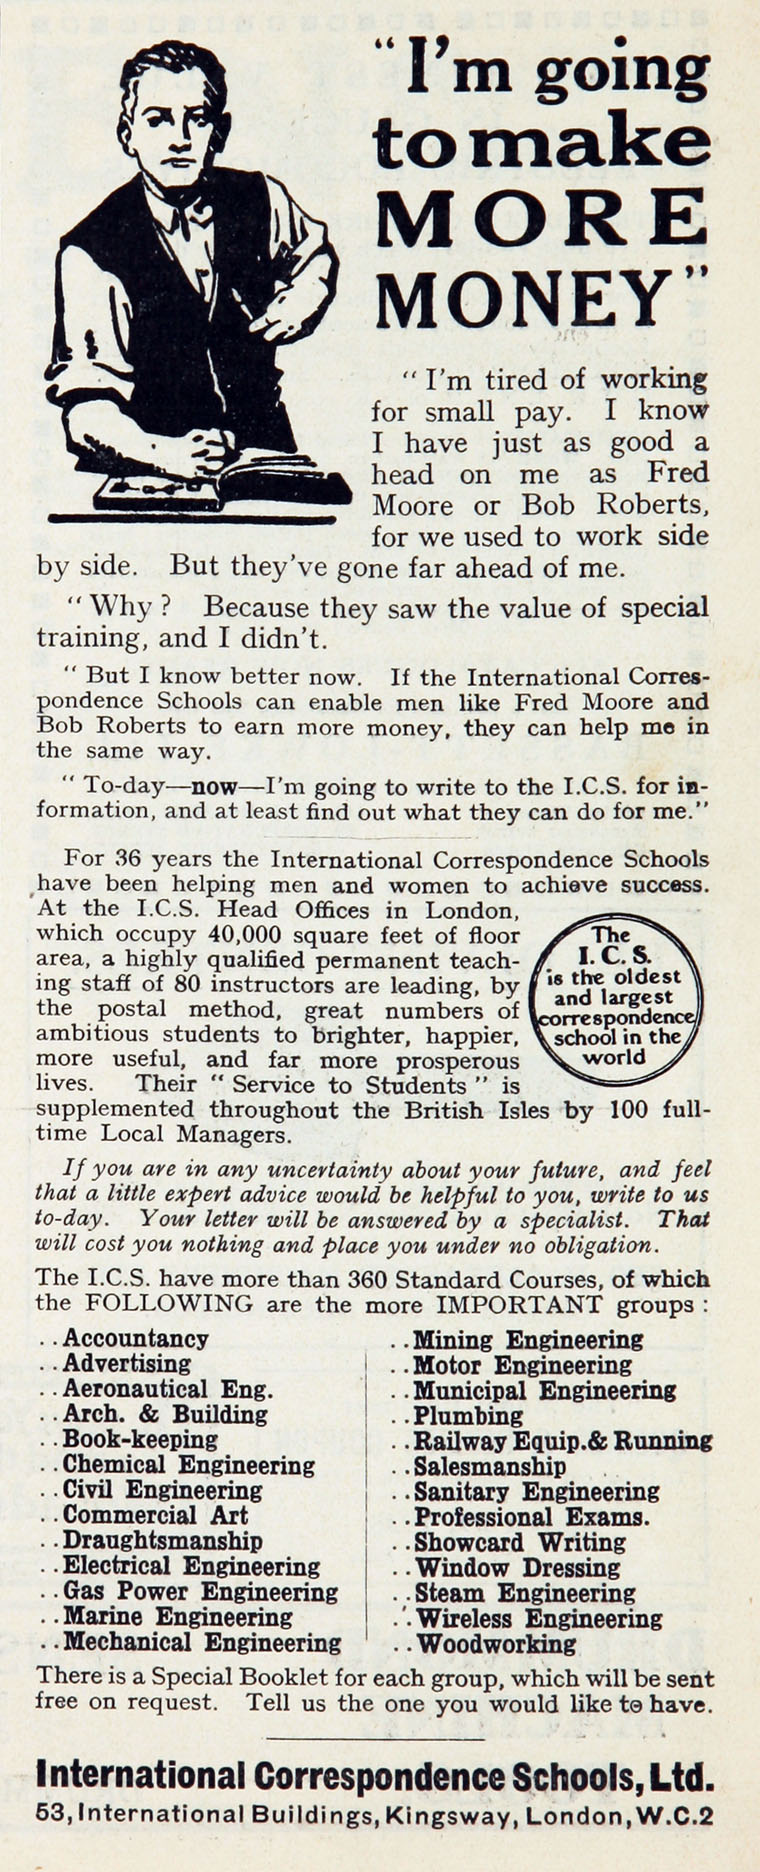 "I'm going
to make
MORE
MONEY"
"I'm tired of working
for small pay. I know
I have just as good a
head on me as Fred
Moore or Bob Roberts,
for we used to work side
by side. But they've gone far ahead of me.
"Why? Because they saw the value of special
training, and I didn't.
"But I know better now. If the International Corres-
pondence Schools can enable men like Fred Moore and
Bob Roberts to earn more money, they can help me in
the same way.
"To-day—now—I'm going to write to the I.C.S. for in-
formation, and at least find out what they can do for me."
For 36 years the International Correspondence Schools
have been helping men and women to achieve success.
At the I.C.S. Head Offices in London,
which occupy 40,000 square feet of floor
area, a highly qualified permanent teach-
ing staff of 80 instructors are leading, by
the postal method, great numbers of
ambitious students to brighter, happier,
more useful, and far more prosperous
lives. Their "Service to Students" is
supplemented throughout the British Isles by 100 full-
time Local Managers.
The
I. C. S.
is the oldest
and largest
correspondence
school in the
world
If you are in any uncertainty about your future, and feel
that a little expert advice would be helpful to you, write to us
to-day. Your letter will be answered by a specialist. That
will cost you nothing and place you under no obligation.
The I.C.S. have more than 360 Standard Courses, of which
the FOLLOWING are the more IMPORTANT groups:
..Accountancy
..Advertising
..Aeronautical Eng.
..Arch. & Building
..Book-keeping
..Chemical Engineering
..Civil Engineering
..Commercial Art
..Draughtsmanship
..Electrical Engineering
..Gas Power Engineering
..Marine Engineering
..Mechanical Engineering
..Mining Engineering
..Motor Engineering
..Municipal Engineering
..Plumbing
..Railway Equip.& Running
..Salesmanship
..Sanitary Engineering
..Professional Exams.
..Showcard Writing
..Window Dressing
..Steam Engineering
..Wireless Engineering
..Woodworking
There is a Special Booklet for each group, which will be sent
free on request. Tell us the one you would like to have.
International Correspondence Schools, Ltd.
53, International Buildings, Kingsway, London, W.C.2